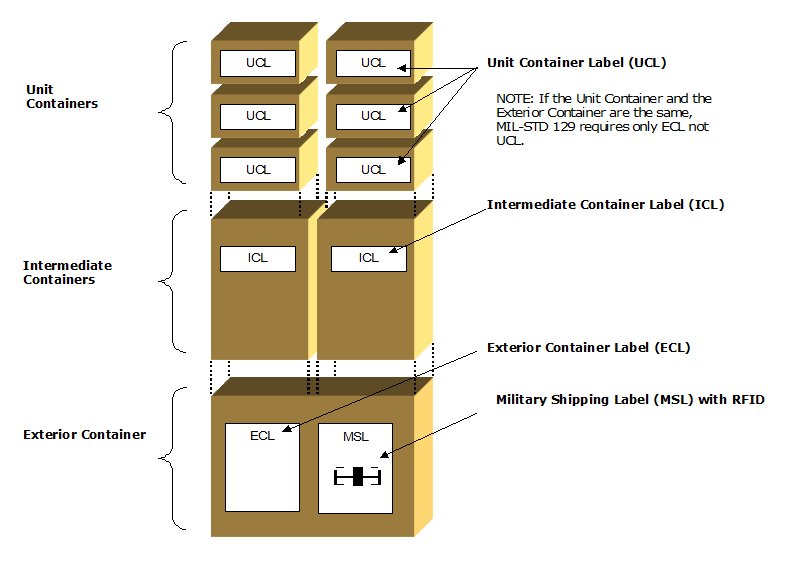 UCL
UCL
Unit Container Label (UCL)
Unit
Containers
NOTE: If the Unit Container and the
Exterior Container are the same,
MIL-STD 129 requires only ECL not
UCL.
UCL
UCL
UCL
UCL
Intermediate Container Label (ICL)
Intermediate
Containers
ICL
ICL
Exterior Container Label (ECL)
Military Shipping Label (MSL) with RFID
Exterior Container
ECL
MSL